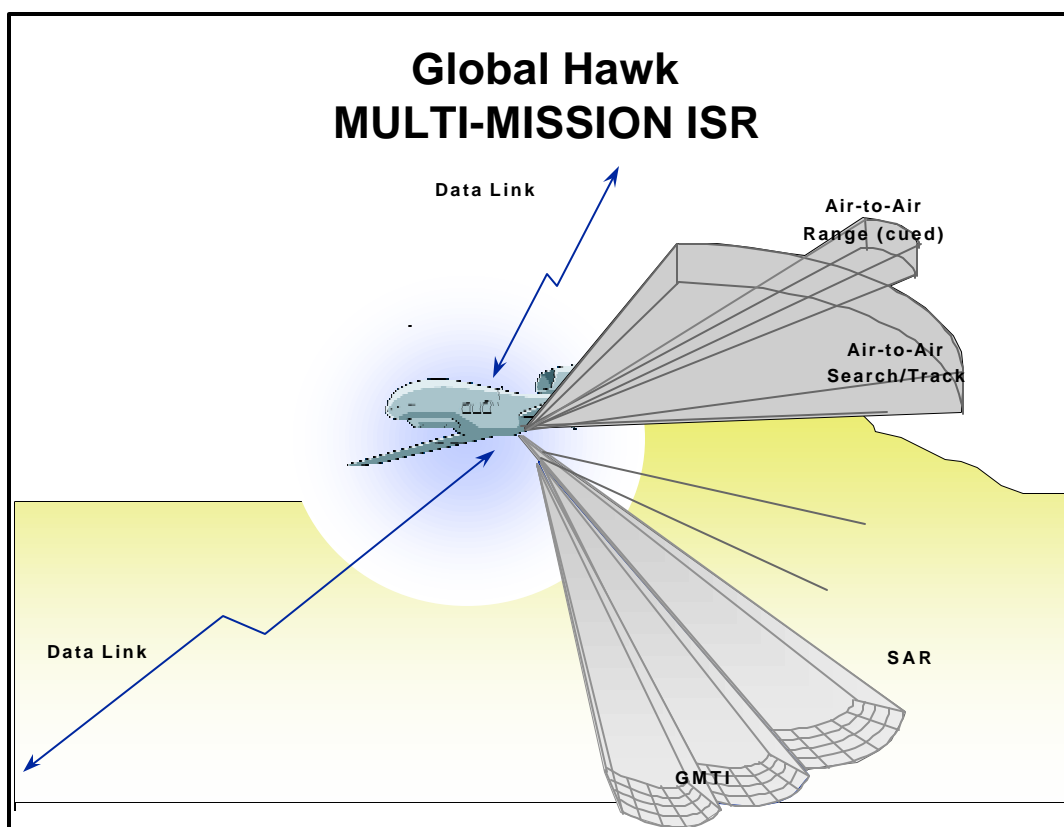 Global Hawk
MULTI-MISSION ISR
Data Link
Air-to-Air
Range (cued)
Air-to-Air
Search/Track
Data Link
SAR
GMTI